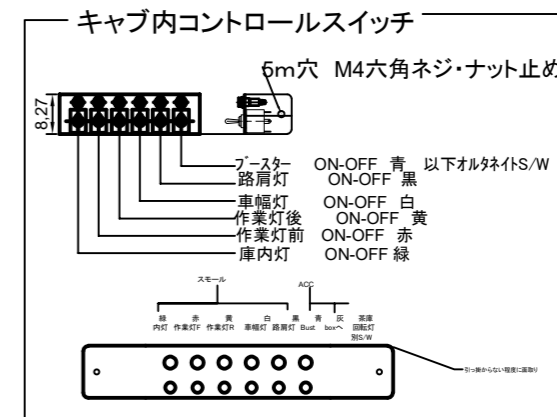 キャブ内コントロールスイッチ
5m穴 M4六角ネジ・ナット止め
8,27
ブースター ON-OFF 青 以下オルタネイトS/W
路肩灯 ON-OFF 黒
車幅灯 ON-OFF 白
作業灯後 ON-OFF 黄
作業灯前 ON-OFF 赤
庫内灯 ON-OFF 緑
スモール ACC
緑 赤 黄 白 黒 青 灰 茶庫
内灯 作業灯F 作業灯R 車幅灯 路肩灯 Bust boxへ 回転灯
別S/W
引っ掛からない程度に面取り